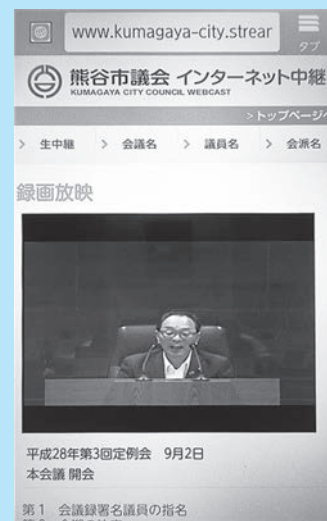 www.kumagaya-city.strear
タブ
熊谷市議会 インターネット中継
KUMAGAYA CITY COUNCIL WEBCAST
>トップページへ
> 生中継 > 会議名 > 議員名 > 会派名
録画放映
平成28年第3回定例会 9月2日
本会議 開会
第1 会議録署名議員の指名